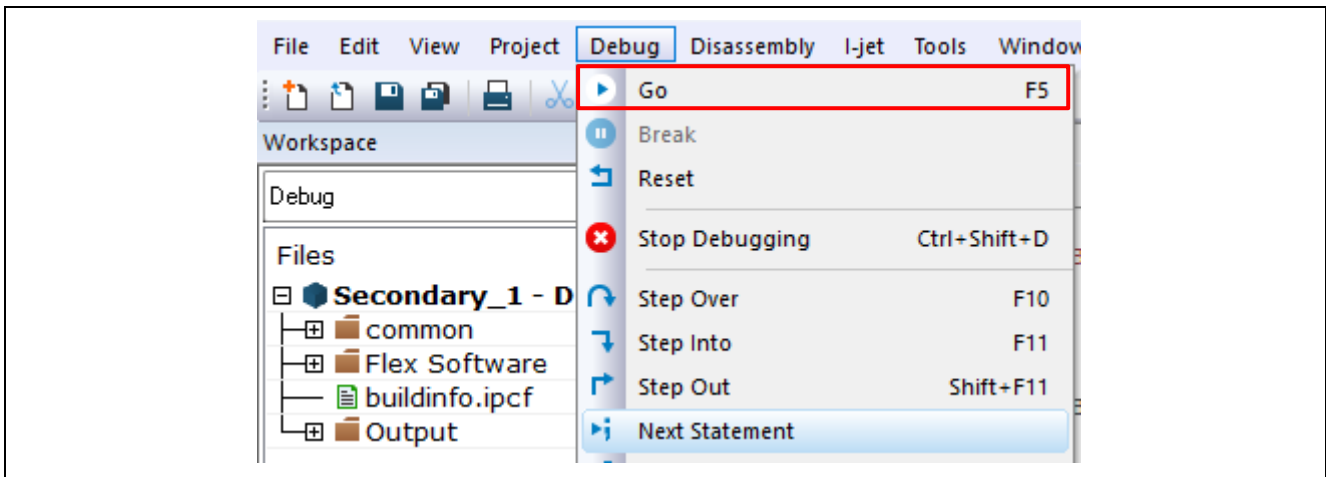 File Edit View Project Debug Disassembly I-jet Tools Window
Go F5
Workspace
Break
Reset
Debug
Stop Debugging Ctrl+Shift+D
Files
Secondary_1 - D
Step Over F10
common
Step Into F11
Flex Software
Step Out Shift+F11
buildinfo.ipcf
Output
Next Statement